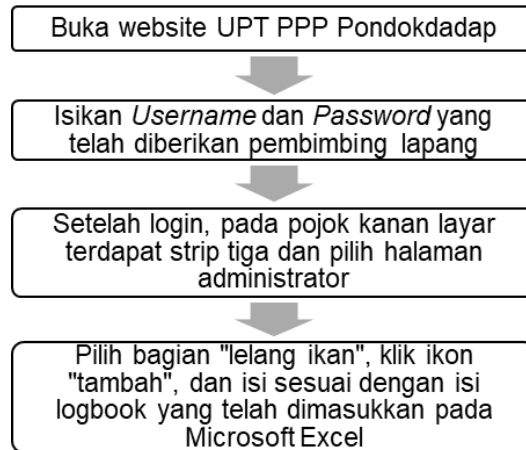 Buka website UPT PPP Pondokdadap
Isikan Username dan Password yang
telah diberikan pembimbing lapang
Setelah login, pada pojok kanan layar
terdapat strip tiga dan pilih halaman
administrator
Pilih bagian "lelang ikan", klik ikon
"tambah", dan isi sesuai dengan isi
logbook yang telah dimasukkan pada
Microsoft Excel